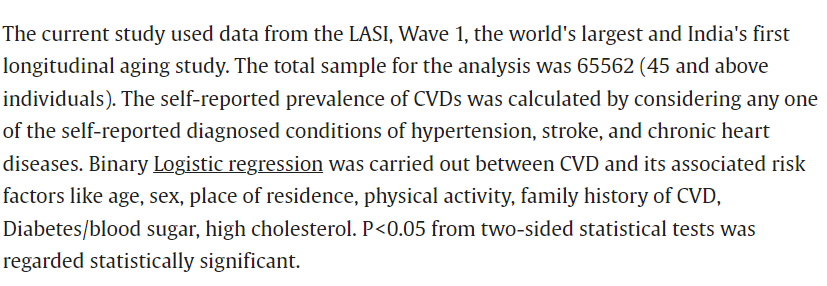 The current study used data from the LASI, Wave 1, the world's largest and India's first
longitudinal aging study. The total sample for the analysis was 65562 (45 and above
individuals). The self-reported prevalence of CVDs was calculated by considering any one
of the self-reported diagnosed conditions of hypertension, stroke, and chronic heart
diseases. Binary Logistic regression was carried out between CVD and its associated risk
factors like age, sex, place of residence, physical activity, family history of CVD,
Diabetes/blood sugar, high cholesterol. P<0.05 from two-sided statistical tests was
regarded statistically significant.